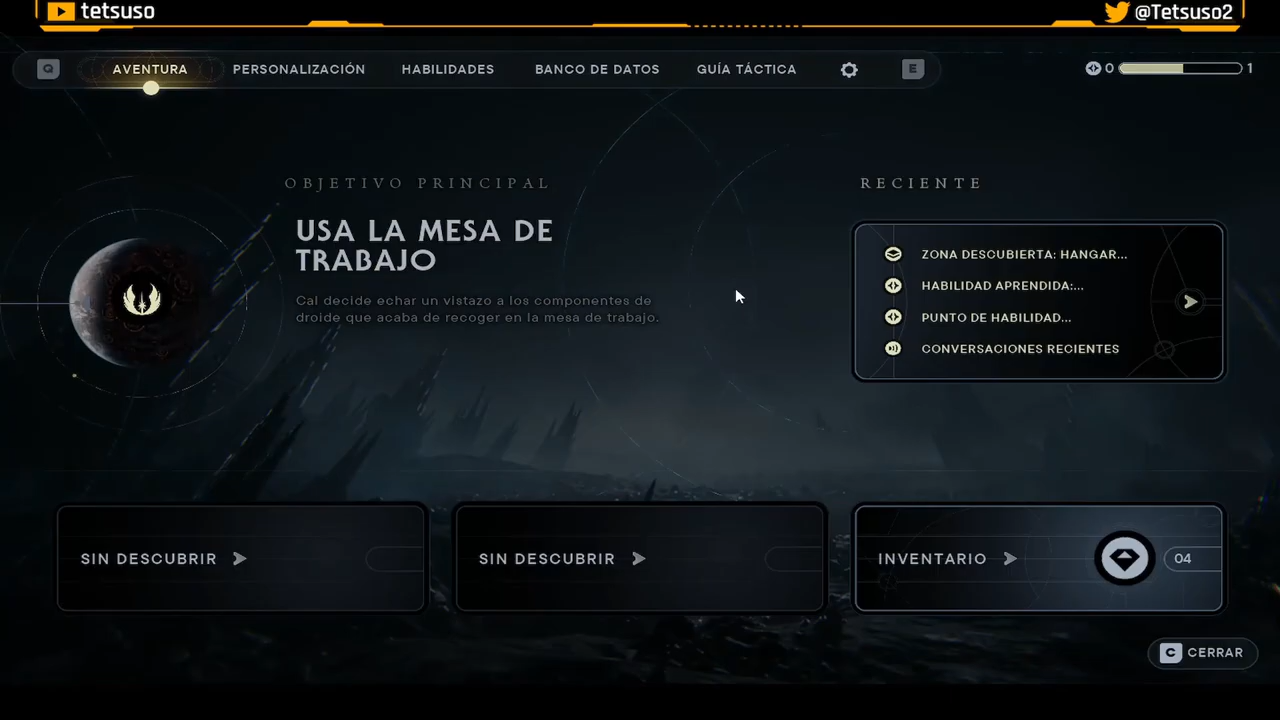 tetsuso
@Tetsuso2
Q
AVENTURA
PERSONALIZACIÓN
HABILIDADES
BANCO DE DATOS
GUÍA TÁCTICA
E
0
1
OBJETIVO PRINCIPAL
USA LA MESA DE
TRABAJO
Cal decide echar un vistazo a los componentes de
droide que acaba de recoger en la mesa de trabajo.
RECIENTE
ZONA DESCUBIERTA: HANGAR...
HABILIDAD APRENDIDA:...
PUNTO DE HABILIDAD...
CONVERSACIONES RECIENTES
SIN DESCUBRIR
SIN DESCUBRIR
INVENTARIO
04
C CERRAR